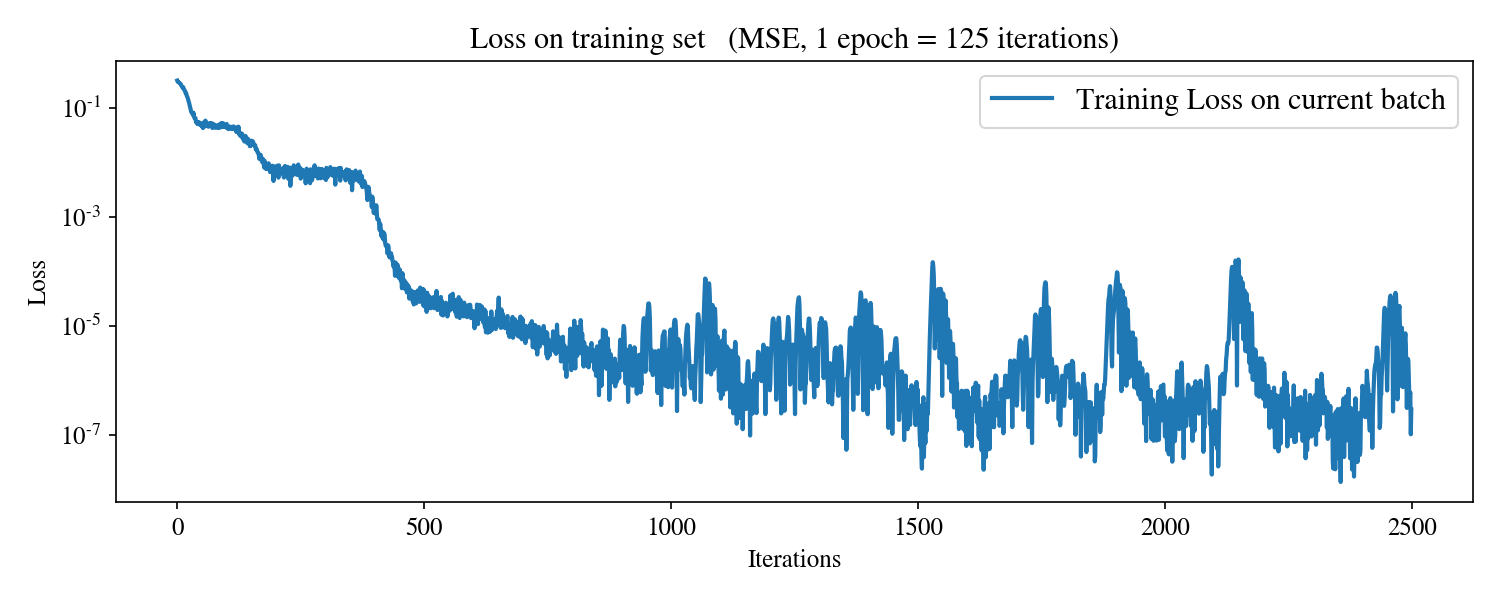 Loss on training set   (MSE, 1 epoch = 125 iterations)
Training Loss on current batch
Loss
10⁻¹
10⁻³
10⁻⁵
10⁻⁷
0 500 1000 1500 2000 2500
Iterations